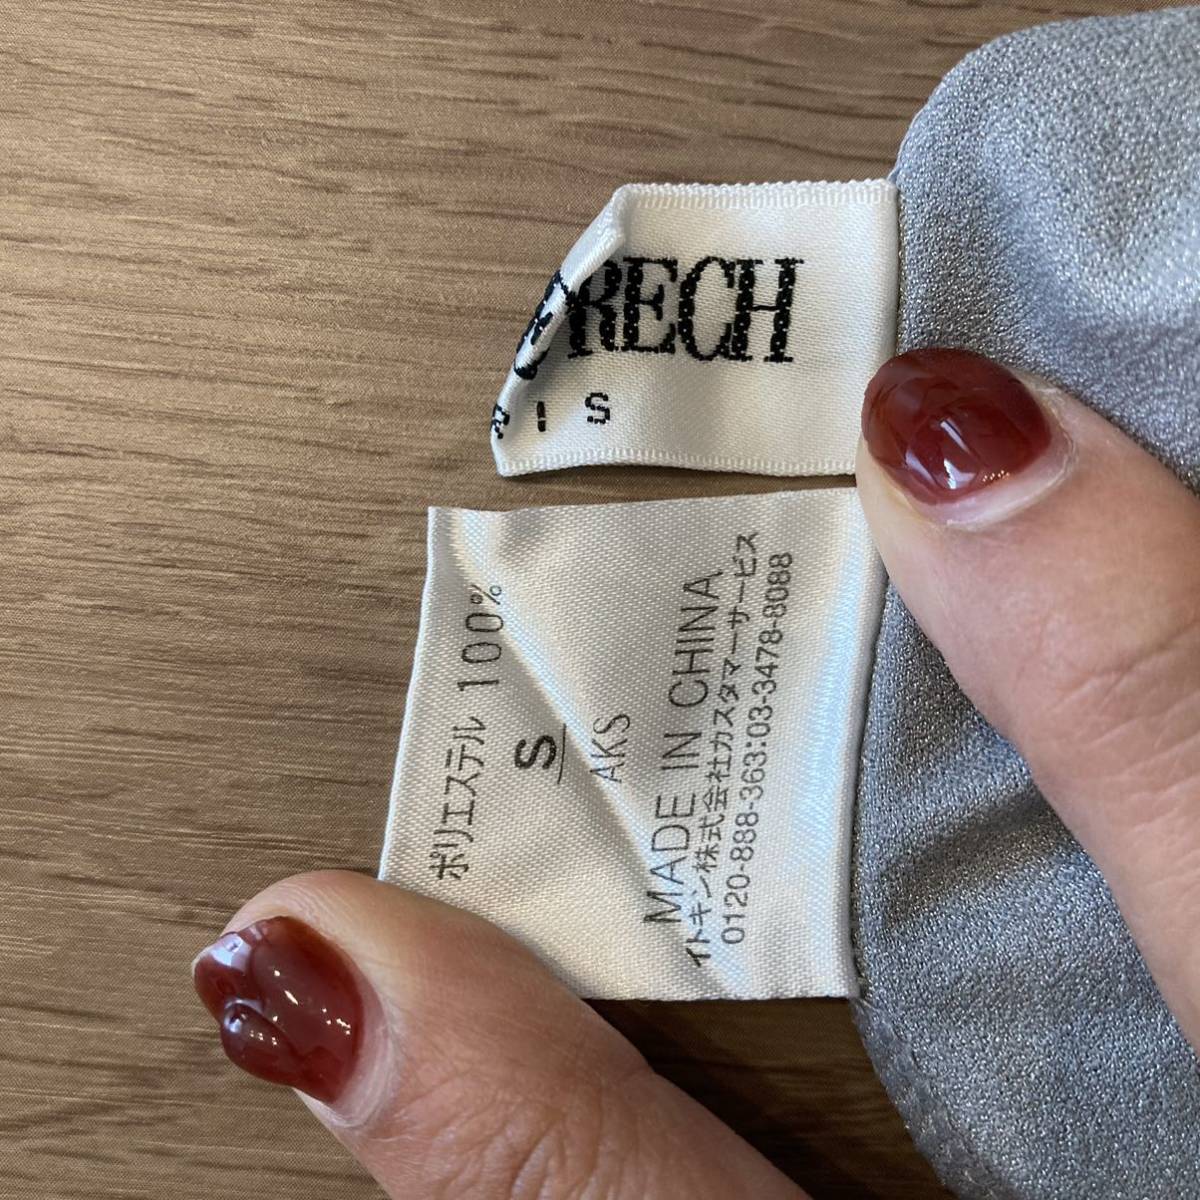 RECH
RIS
ポリエステル 100%
S
AKS
MADE IN CHINA
イトキン株式会社カスタマーサービス
0120-888-363:03-3478-8088